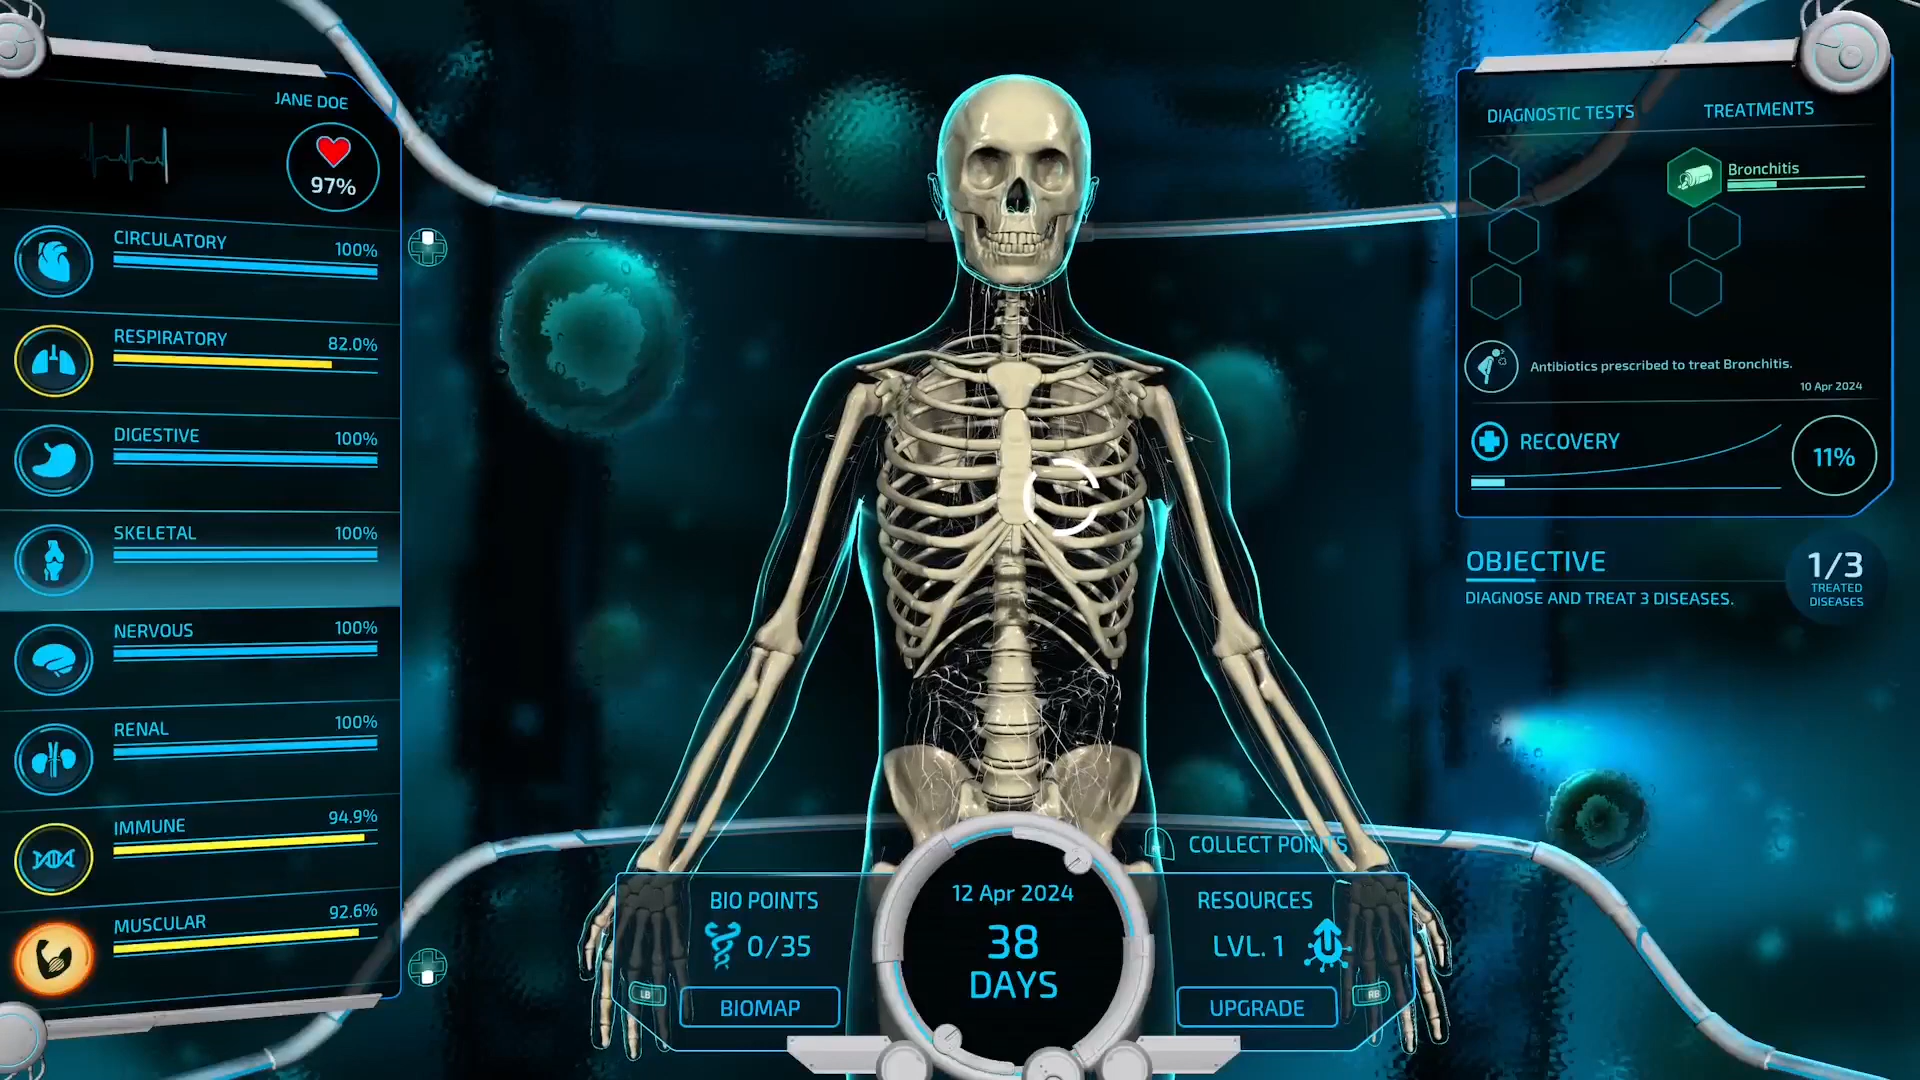 JANE DOE
97%
CIRCULATORY
100%
RESPIRATORY
82.0%
DIGESTIVE
100%
SKELETAL
100%
NERVOUS
100%
RENAL
100%
IMMUNE
94.9%
MUSCULAR
92.6%
DIAGNOSTIC TESTS
TREATMENTS
Bronchitis
Antibiotics prescribed to treat Bronchitis.
10 Apr 2024
RECOVERY
11%
OBJECTIVE
DIAGNOSE AND TREAT 3 DISEASES.
1/3
TREATED
DISEASES
COLLECT POINTS
BIO POINTS
0/35
LB
BIOMAP
12 Apr 2024
38
DAYS
RESOURCES
LVL. 1
RB
UPGRADE